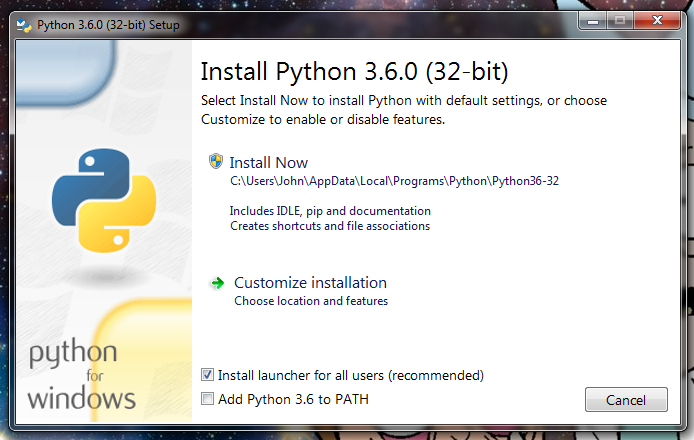 Python 3.6.0 (32-bit) Setup
Install Python 3.6.0 (32-bit)
Select Install Now to install Python with default settings, or choose
Customize to enable or disable features.
Install Now
C:\Users\John\AppData\Local\Programs\Python\Python36-32
Includes IDLE, pip and documentation
Creates shortcuts and file associations
Customize installation
Choose location and features
python
for
windows
Install launcher for all users (recommended)
Add Python 3.6 to PATH
Cancel